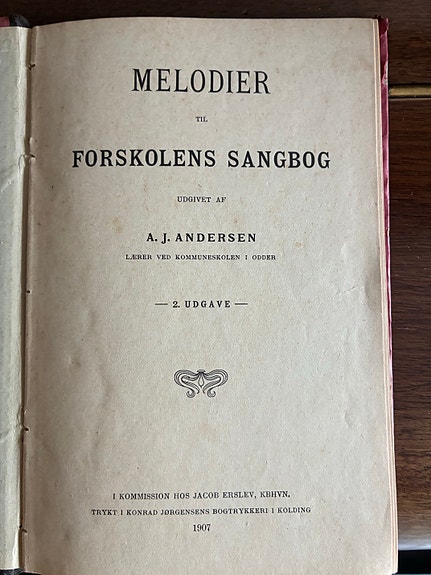 MELODIER
TIL
FORSKOLENS SANGBOG
UDGIVET AF
A. J. ANDERSEN
LÆRER VED KOMMUNESKOLEN I ODDER
— 2. UDGAVE —
I KOMMISSION HOS JACOB ERSLEV, KBHVN.
TRYKT I KONRAD JØRGENSENS BOGTRYKKERI I KOLDING
1907